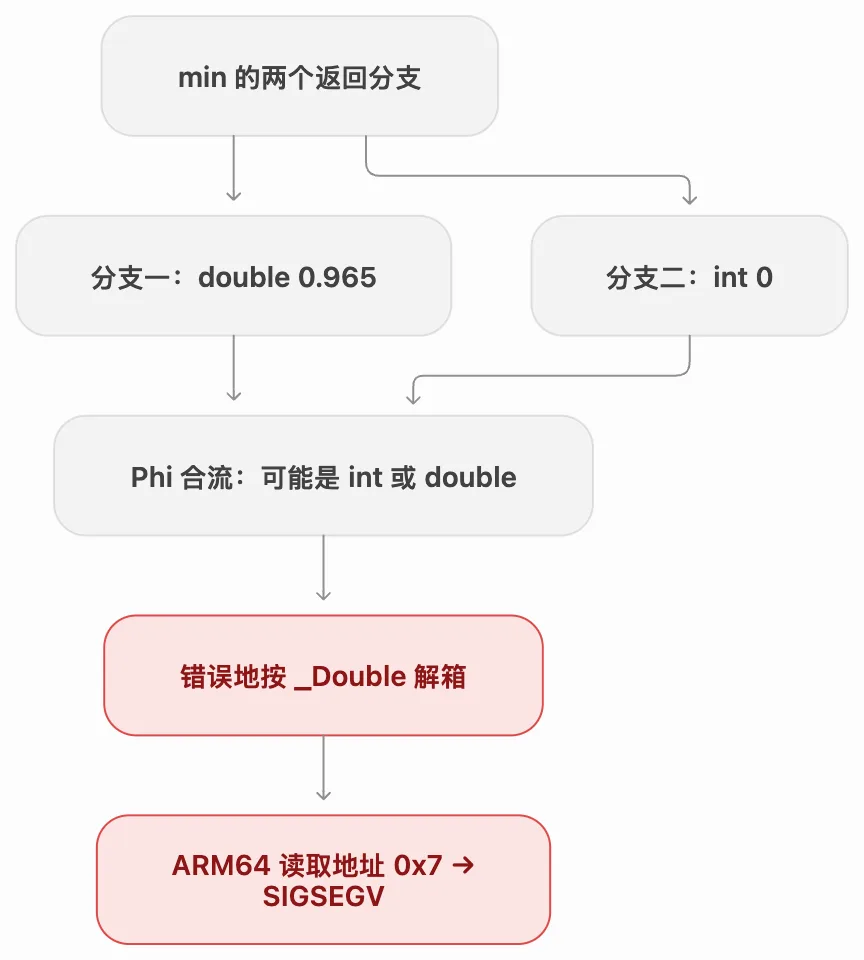 min 的两个返回分支
分支一：double 0.965
分支二：int 0
Phi 合流：可能是 int 或 double
错误地按 _Double 解箱
ARM64 读取地址 0x7 →
SIGSEGV